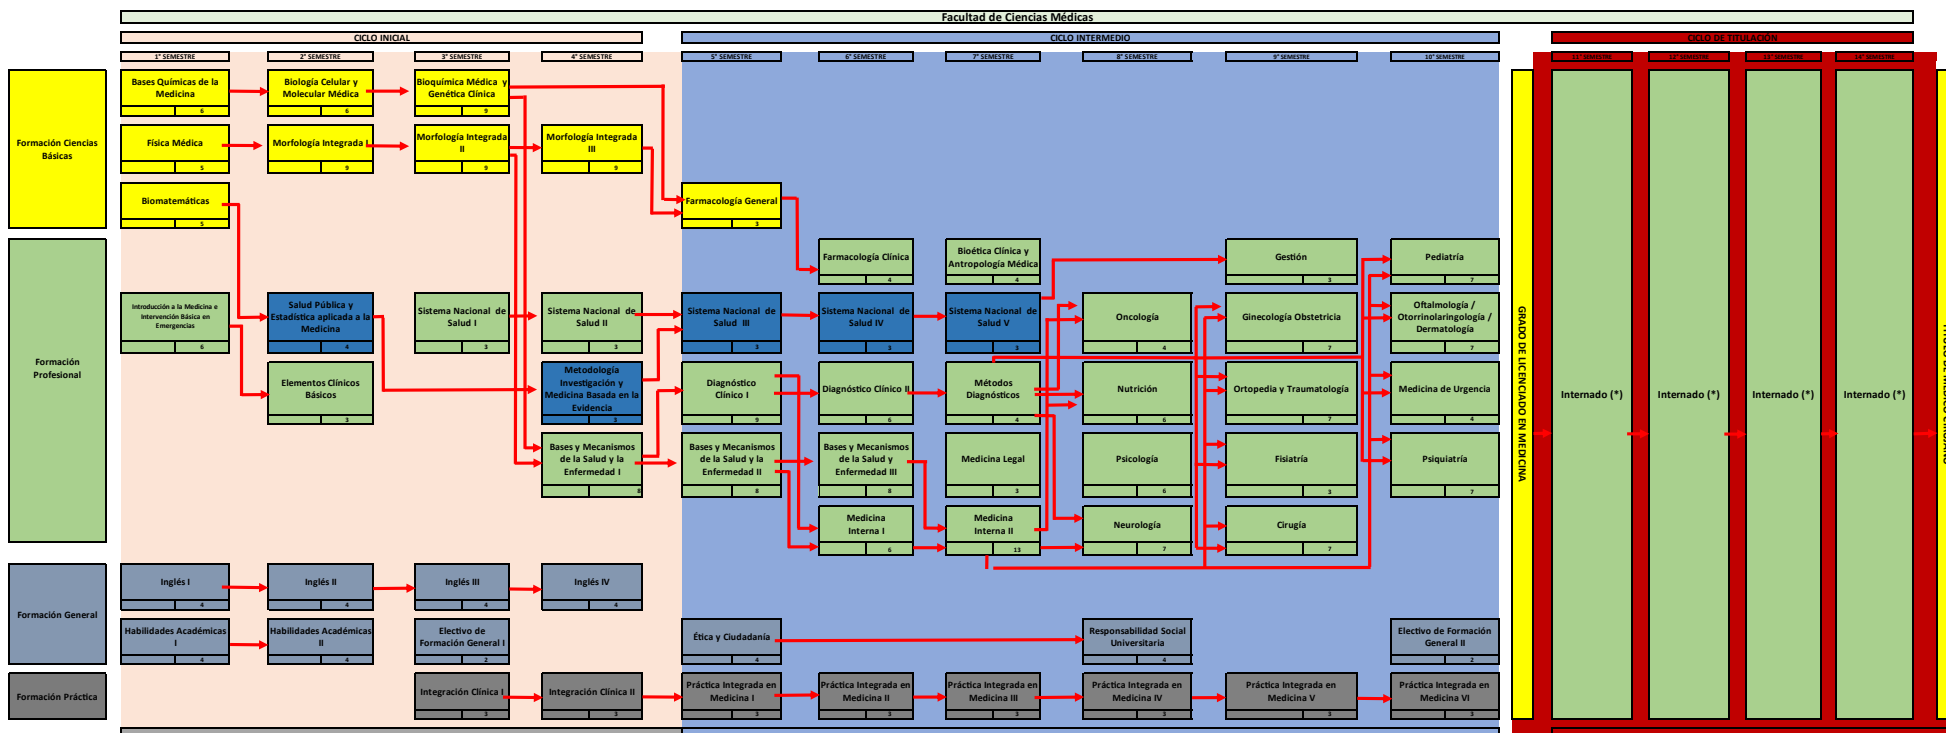 Facultad de Ciencias Médicas
CICLO INICIAL
CICLO INTERMEDIO
CICLO DE TITULACIÓN
1° SEMESTRE
2° SEMESTRE
3° SEMESTRE
4° SEMESTRE
5° SEMESTRE
6° SEMESTRE
7° SEMESTRE
8° SEMESTRE
9° SEMESTRE
10° SEMESTRE
11° SEMESTRE
12° SEMESTRE
13° SEMESTRE
14° SEMESTRE
Formación Ciencias
Básicas
Bases Químicas de la
Medicina
6
Biología Celular y
Molecular Médica
6
Bioquímica Médica y
Genética Clínica
9
Física Médica
5
Morfología Integrada I
9
Morfología Integrada
II
9
Morfología Integrada
III
9
Biomatemáticas
5
Farmacología General
3
Formación
Profesional
Farmacología Clínica
4
Bioética Clínica y
Antropología Médica
4
Gestión
3
Pediatría
7
Introducción a la Medicina e
Intervención Básica en
Emergencias
6
Salud Pública y
Estadística aplicada a la
Medicina
4
Sistema Nacional de
Salud I
3
Sistema Nacional de
Salud II
3
Sistema Nacional de
Salud III
3
Sistema Nacional de
Salud IV
3
Sistema Nacional de
Salud V
3
Oncología
4
Ginecología Obstetricia
7
Oftalmología /
Otorrinolaringología /
Dermatología
7
Elementos Clínicos
Básicos
3
Metodología
Investigación y
Medicina Basada en la
Evidencia
3
Diagnóstico
Clínico I
9
Diagnóstico Clínico II
6
Métodos
Diagnósticos
4
Nutrición
6
Ortopedia y Traumatología
7
Medicina de Urgencia
4
Bases y Mecanismos
de la Salud y la
Enfermedad I
8
Bases y Mecanismos
de la Salud y la
Enfermedad II
8
Bases y Mecanismos
de la Salud y
Enfermedad III
8
Medicina Legal
3
Psicología
6
Fisiatría
3
Psiquiatría
7
Medicina
Interna I
6
Medicina
Interna II
13
Neurología
7
Cirugía
7
Formación General
Inglés I
4
Inglés II
4
Inglés III
4
Inglés IV
4
Habilidades Académicas
I
4
Habilidades Académicas
II
4
Electivo de
Formación General I
2
Ética y Ciudadanía
4
Responsabilidad Social
Universitaria
4
Electivo de Formación
General II
2
Formación Práctica
Integración Clínica I
3
Integración Clínica II
3
Práctica Integrada en
Medicina I
3
Práctica Integrada en
Medicina II
3
Práctica Integrada en
Medicina III
3
Práctica Integrada en
Medicina IV
3
Práctica Integrada en
Medicina V
3
Práctica Integrada en
Medicina VI
3
GRADO DE LICENCIADO EN MEDICINA
Internado (*)
Internado (*)
Internado (*)
Internado (*)